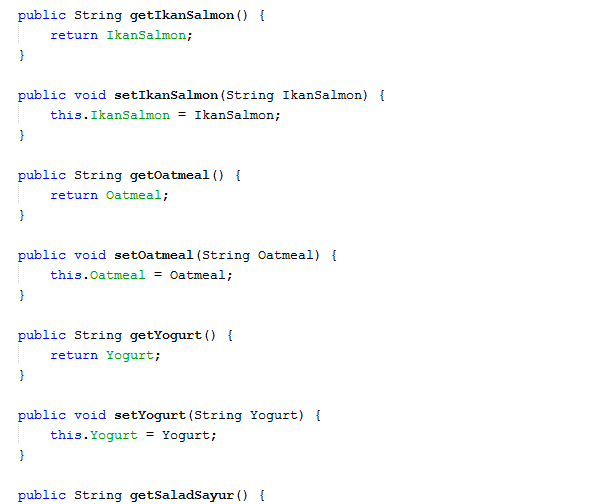 public String getIkanSalmon() {
return IkanSalmon;
}
public void setIkanSalmon(String IkanSalmon) {
this.IkanSalmon = IkanSalmon;
}
public String getOatmeal() {
return Oatmeal;
}
public void setOatmeal(String Oatmeal) {
this.Oatmeal = Oatmeal;
}
public String getYogurt() {
return Yogurt;
}
public void setYogurt(String Yogurt) {
this.Yogurt = Yogurt;
}
public String getSaladSayur() {